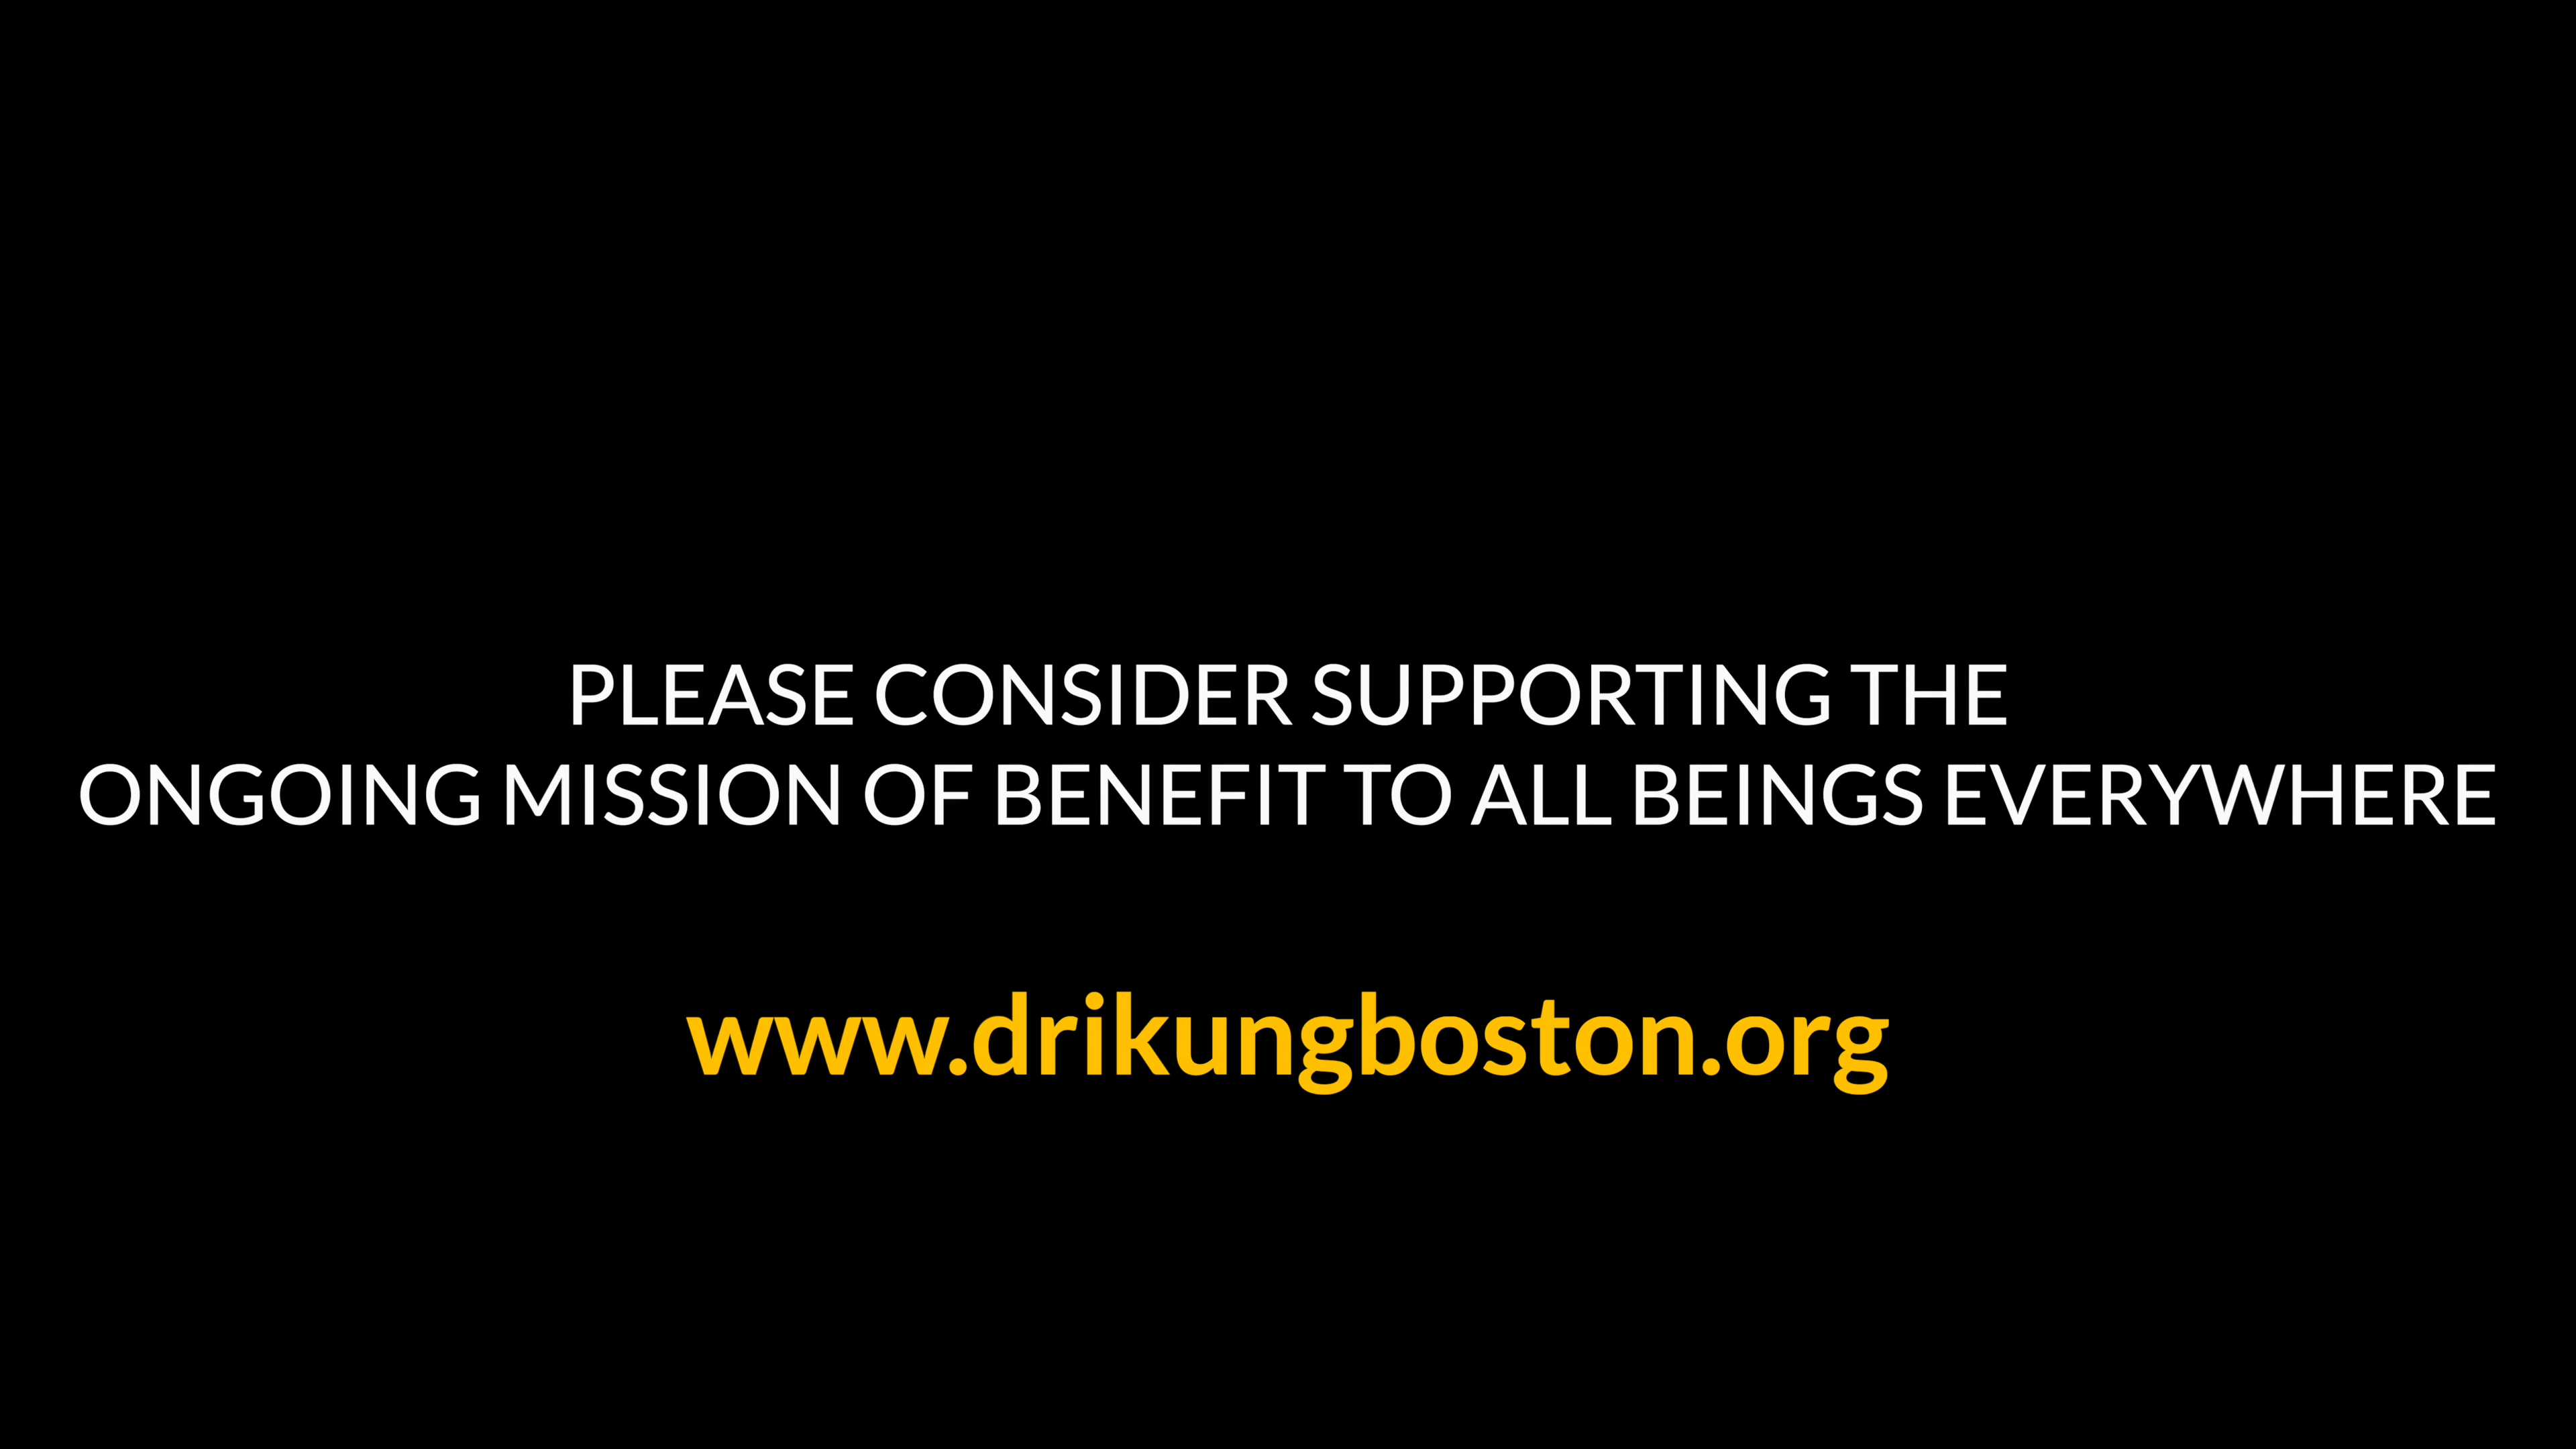 PLEASE CONSIDER SUPPORTING THE
ONGOING MISSION OF BENEFIT TO ALL BEINGS EVERYWHERE
www.drikungboston.org